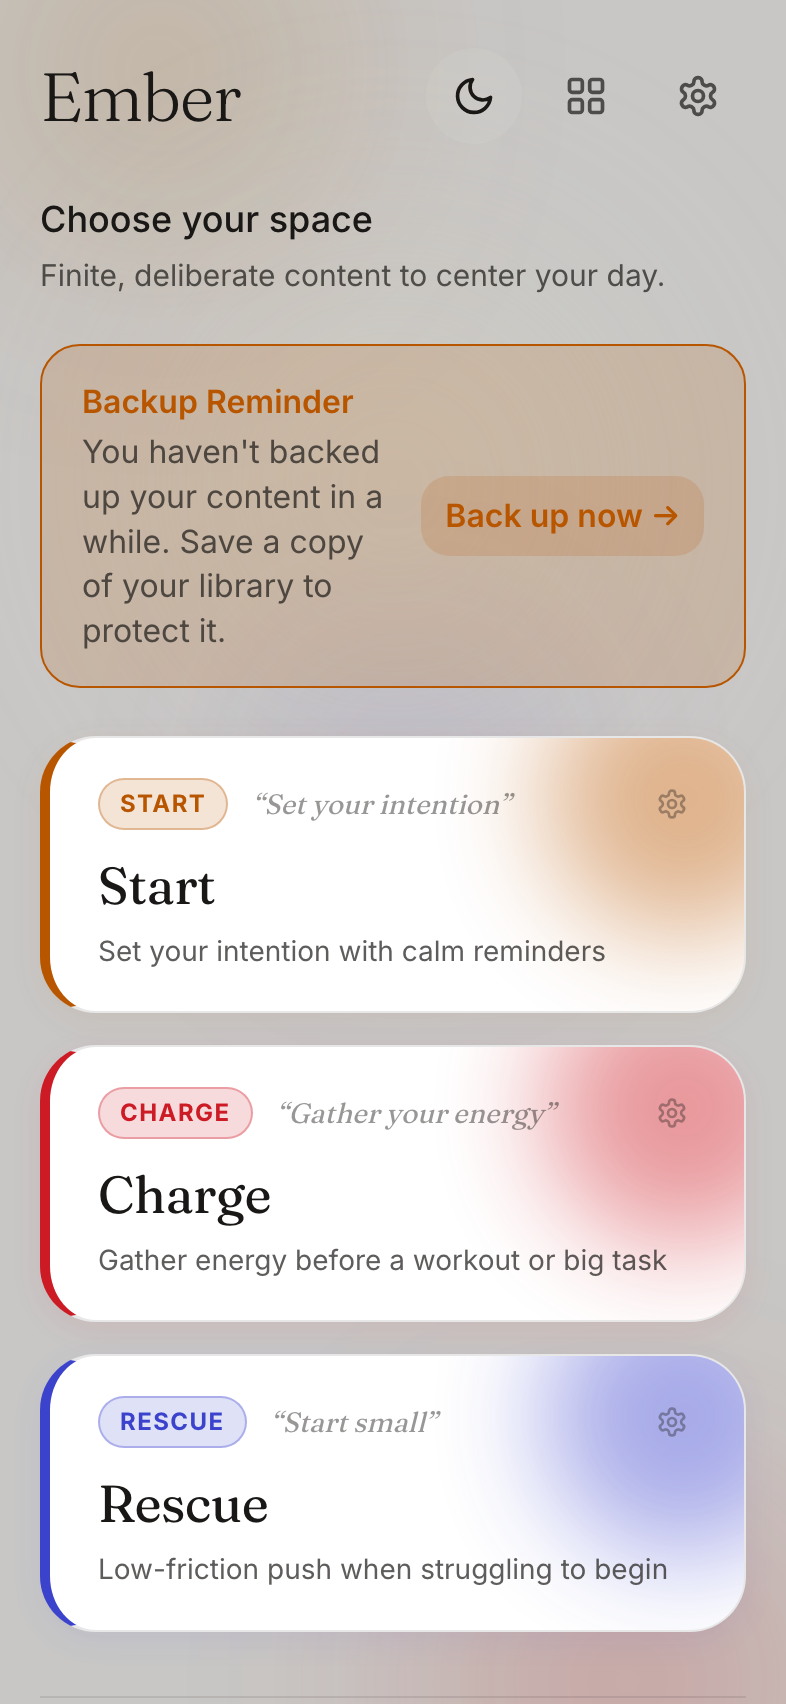 Ember
Choose your space
Finite, deliberate content to center your day.
Backup Reminder
You haven't backed
up your content in a
while. Save a copy
of your library to
protect it.
Back up now →
START “Set your intention”
Start
Set your intention with calm reminders
CHARGE “Gather your energy”
Charge
Gather energy before a workout or big task
RESCUE “Start small”
Rescue
Low-friction push when struggling to begin